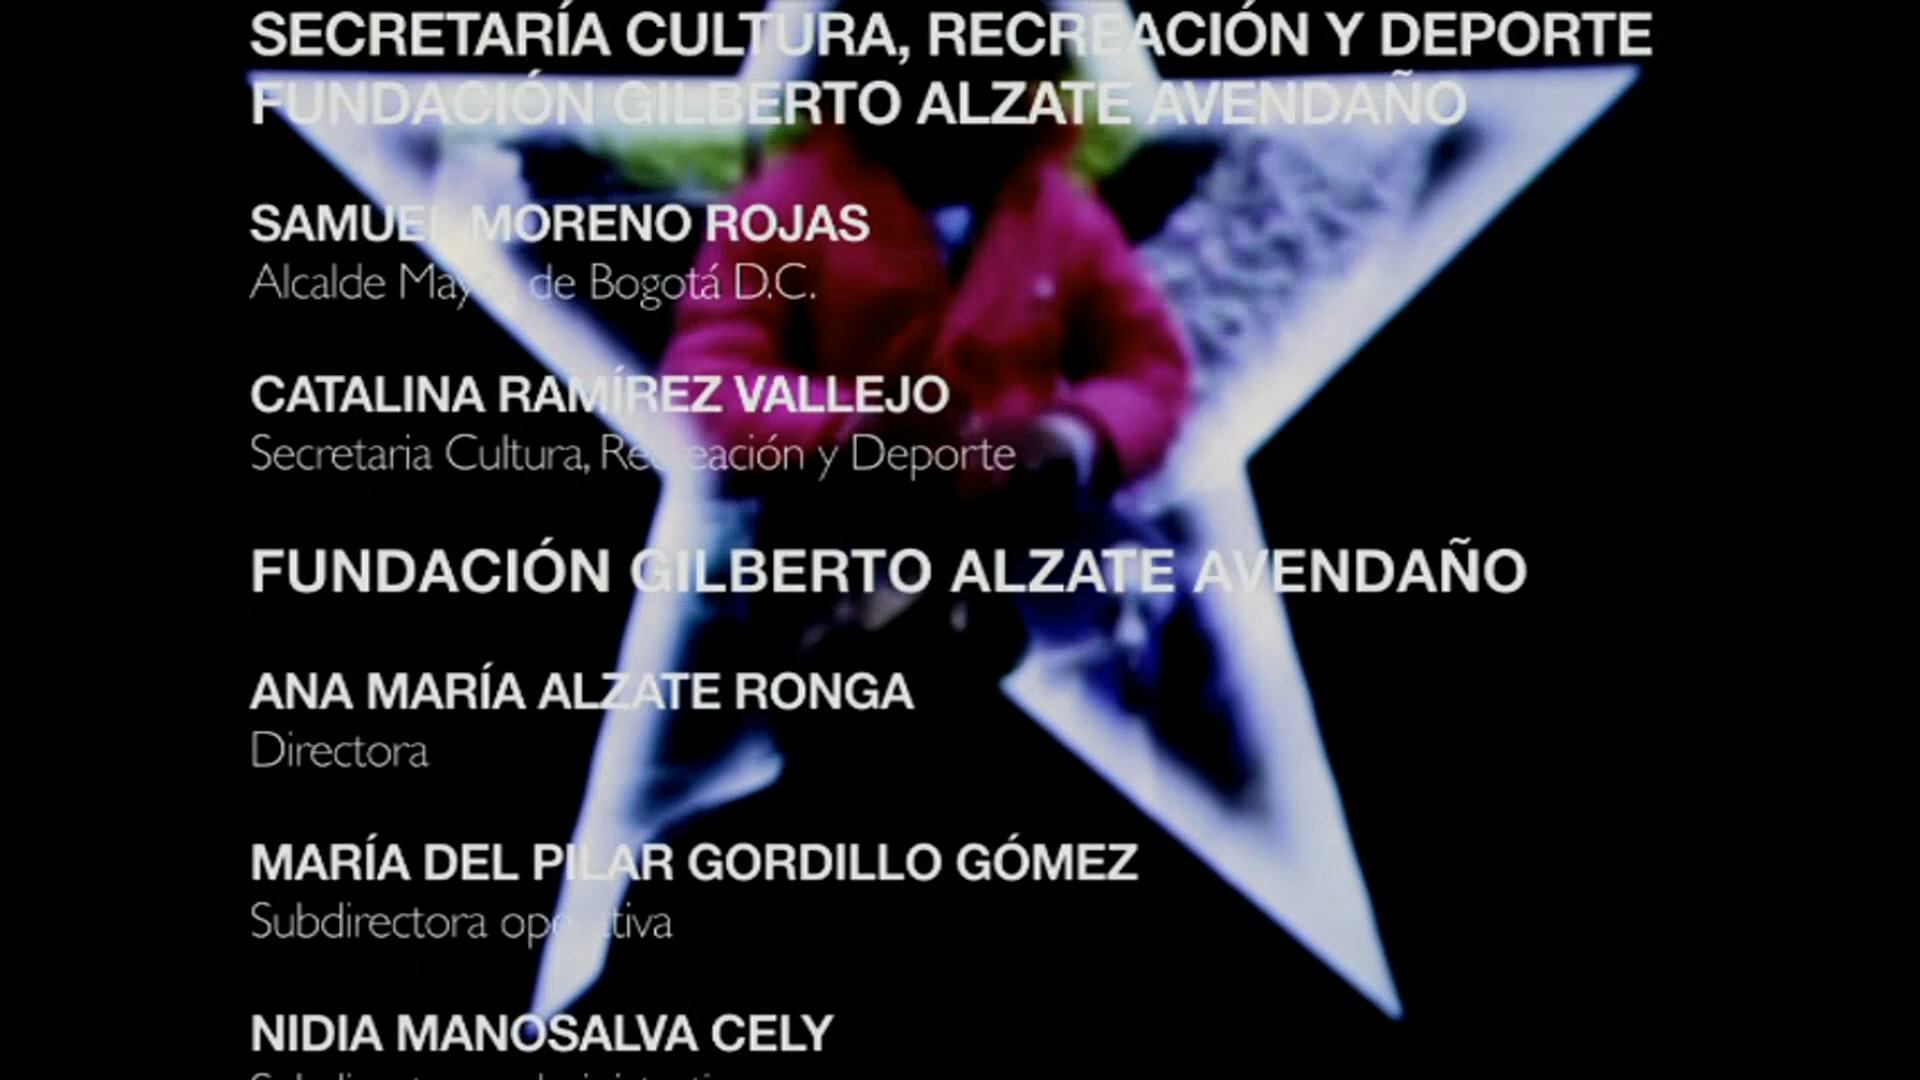 SECRETARÍA CULTURA, RECREACIÓN Y DEPORTE
FUNDACIÓN GILBERTO ALZATE AVENDAÑO
SAMUEL MORENO ROJAS
Alcalde Mayor de Bogotá D.C.
CATALINA RAMÍREZ VALLEJO
Secretaria Cultura, Recreación y Deporte
FUNDACIÓN GILBERTO ALZATE AVENDAÑO
ANA MARÍA ALZATE RONGA
Directora
MARÍA DEL PILAR GORDILLO GÓMEZ
Subdirectora operativa
NIDIA MANOSALVA CELY